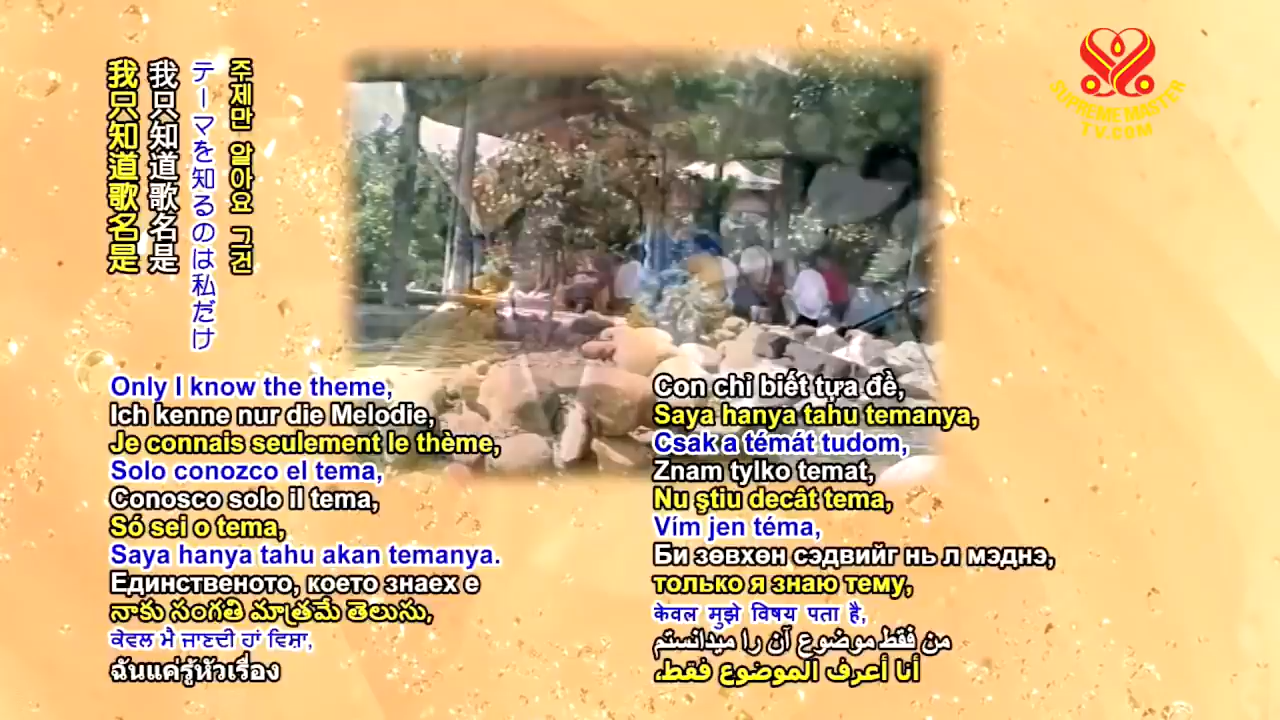 我只知道歌名是
我只知道歌名是
テーマを知るのは私だけ
주제만 알아요 그건
SUPREME MASTER
TV.COM
Only I know the theme,
Ich kenne nur die Melodie,
Je connais seulement le thème,
Solo conozco el tema,
Conosco solo il tema,
Só sei o tema,
Saya hanya tahu akan temanya.
Единственото, което знаех е
నాకు సంగతి మాత్రమే తెలుసు,
ਕੇਵਲ ਮੈ ਜਾਣਦੀ ਹਾਂ ਵਿਸ਼ਾ,
ฉันแค่รู้หัวเรื่อง
Con chỉ biết tựa đề,
Saya hanya tahu temanya,
Csak a témát tudom,
Znam tylko temat,
Nu ştiu decât tema,
Vím jen téma,
Би зөвхөн сэдвийг нь л мэднэ,
только я знаю тему,
केवल मुझे विषय पता है,
من فقط موضوع آن را میدانستم
أنا أعرف الموضوع فقط،